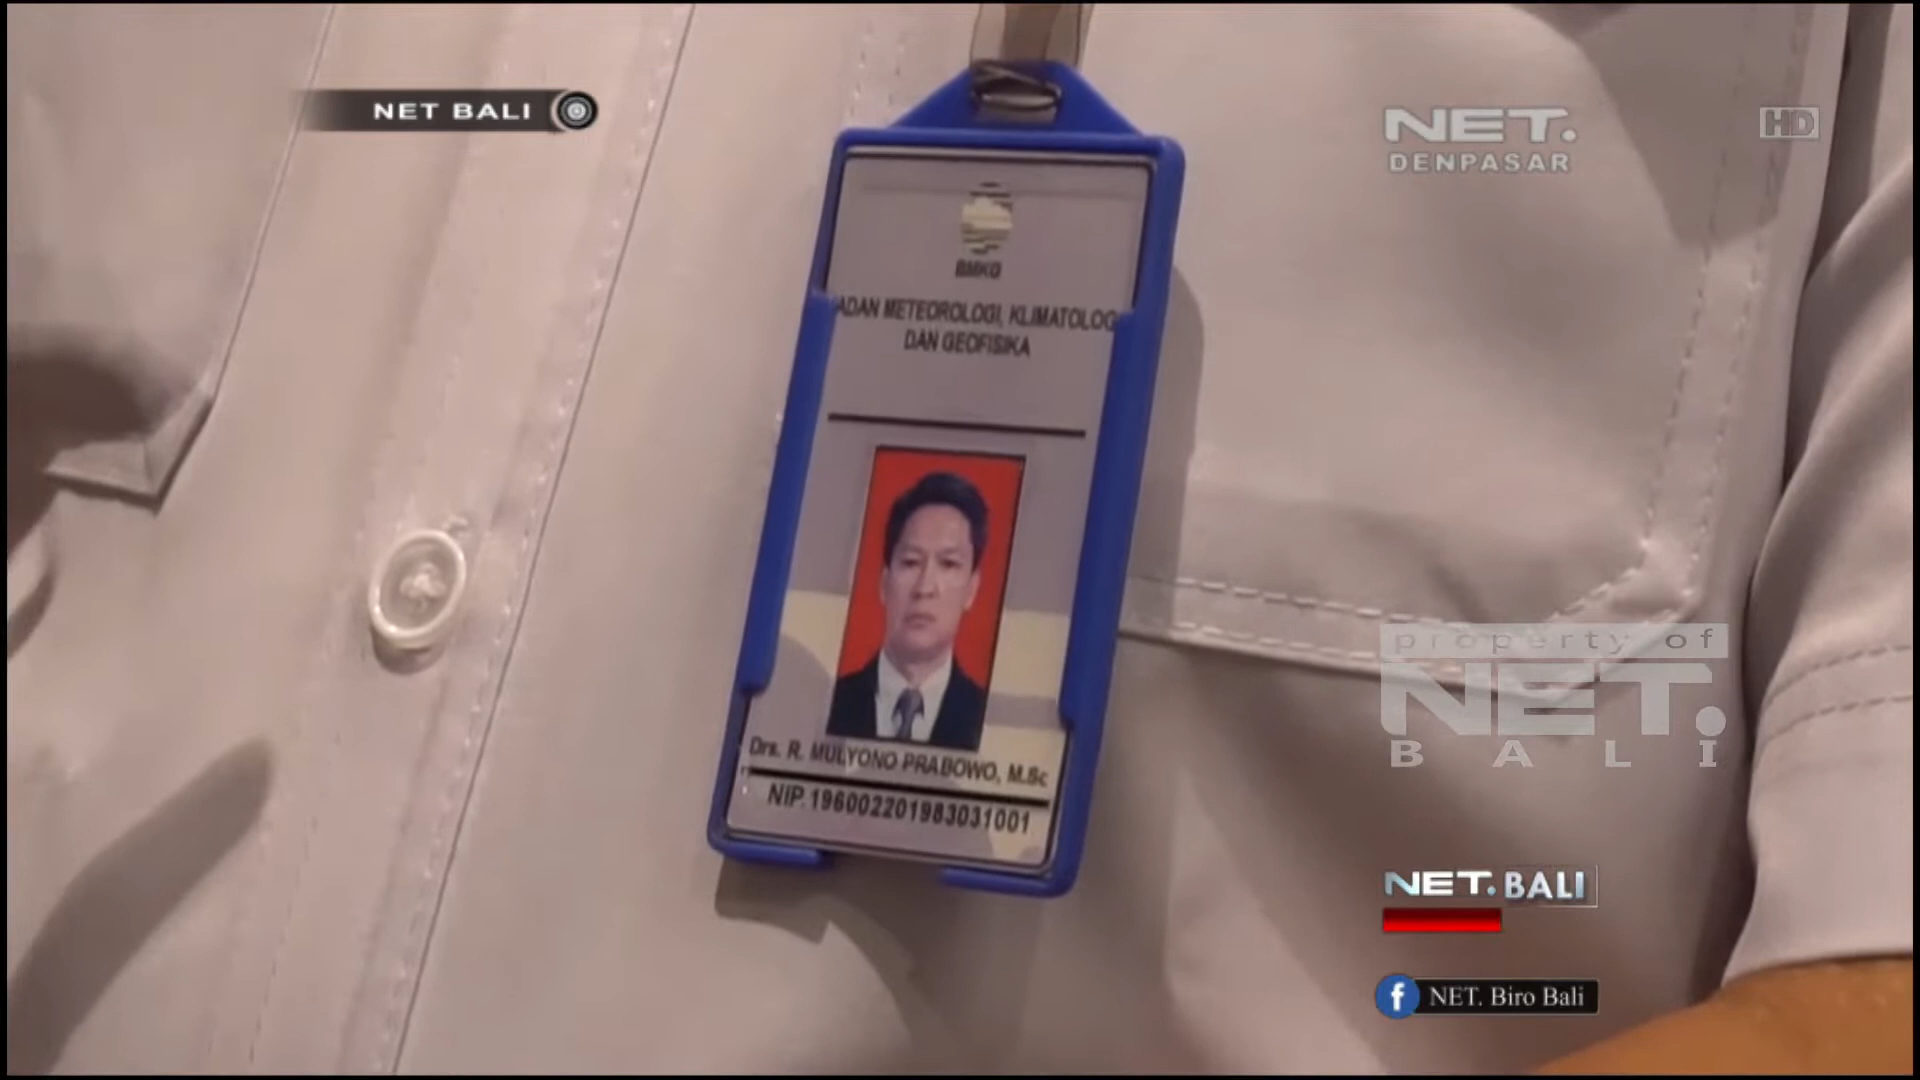 NET BALI
NET.
DENPASAR
HD
BMKG
ADAN METEOROLOGI, KLIMATOLOG
DAN GEOFISIKA
Drs. R. MULYONO PRABOWO, M.Sc
NIP. 196002201983031001
property of
NET.
BALI
NET. BALI
f NET. Biro Bali